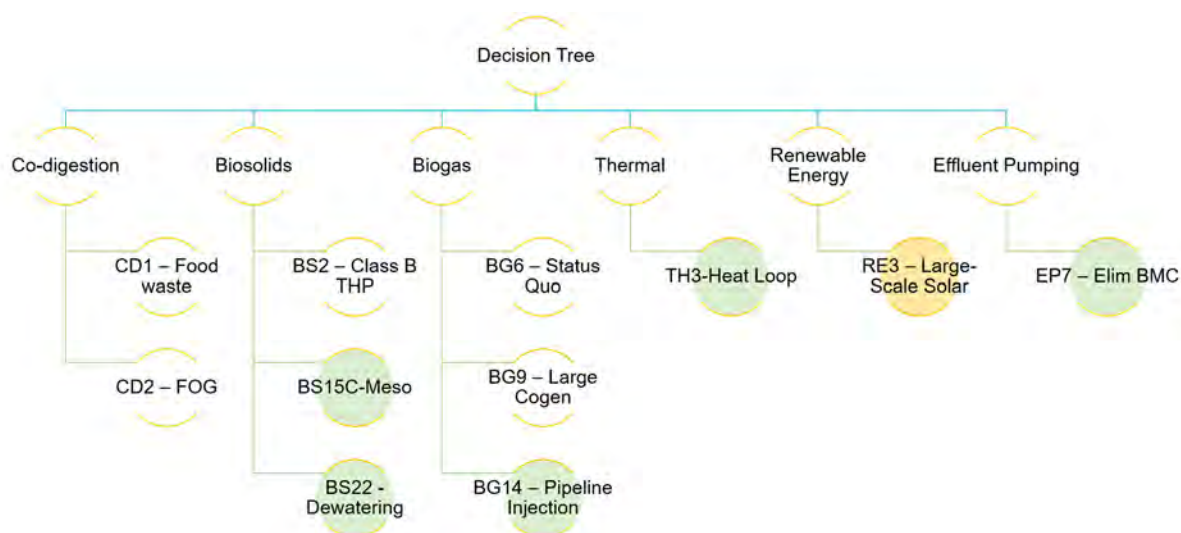 Decision Tree
Co-digestion
Biosolids
Biogas
Thermal
Renewable
Energy
Effluent Pumping
CD1 – Food
waste
BS2 – Class B
THP
BG6 – Status
Quo
TH3-Heat Loop
RE3 – Large-
Scale Solar
EP7 – Elim BMC
CD2 – FOG
BS15C-Meso
BG9 – Large
Cogen
BS22 -
Dewatering
BG14 – Pipeline
Injection